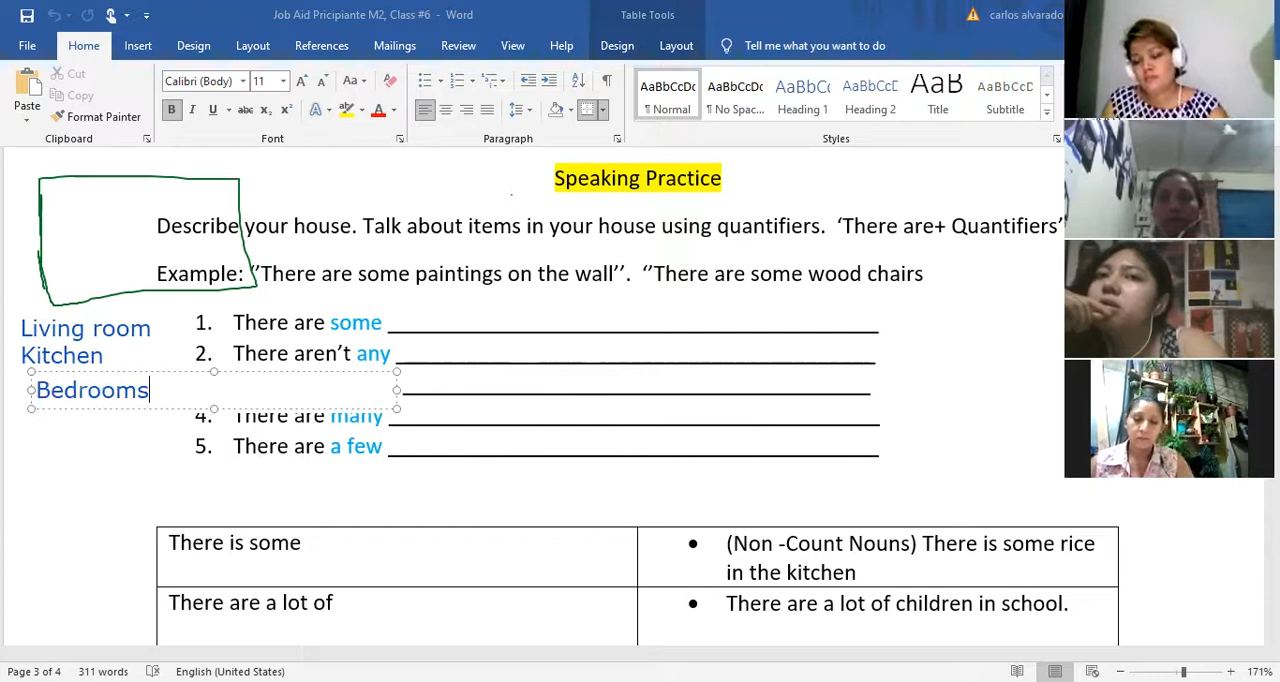 Job Aid Pricipiante M2, Class #6 - Word
Table Tools
carlos alvarado
File Home Insert Design Layout References Mailings Review View Help Design Layout Tell me what you want to do
Paste
Cut
Copy
Format Painter
Calibri (Body) 11
AaBbCcDc AaBbCcDc AaBbCc AaBbCcC AaB AaBbCcC
¶ Normal ¶ No Spac... Heading 1 Heading 2 Title Subtitle
Clipboard Font Paragraph Styles
Speaking Practice
Describe your house. Talk about items in your house using quantifiers. ‘There are+ Quantifiers’
Example: ‘’There are some paintings on the wall’’. ‘’There are some wood chairs
Living room
Kitchen
Bedrooms
1. There are some
2. There aren’t any
4. There are many
5. There are a few
There is some
• (Non -Count Nouns) There is some rice
in the kitchen
There are a lot of
• There are a lot of children in school.
Page 3 of 4 311 words English (United States) 171%